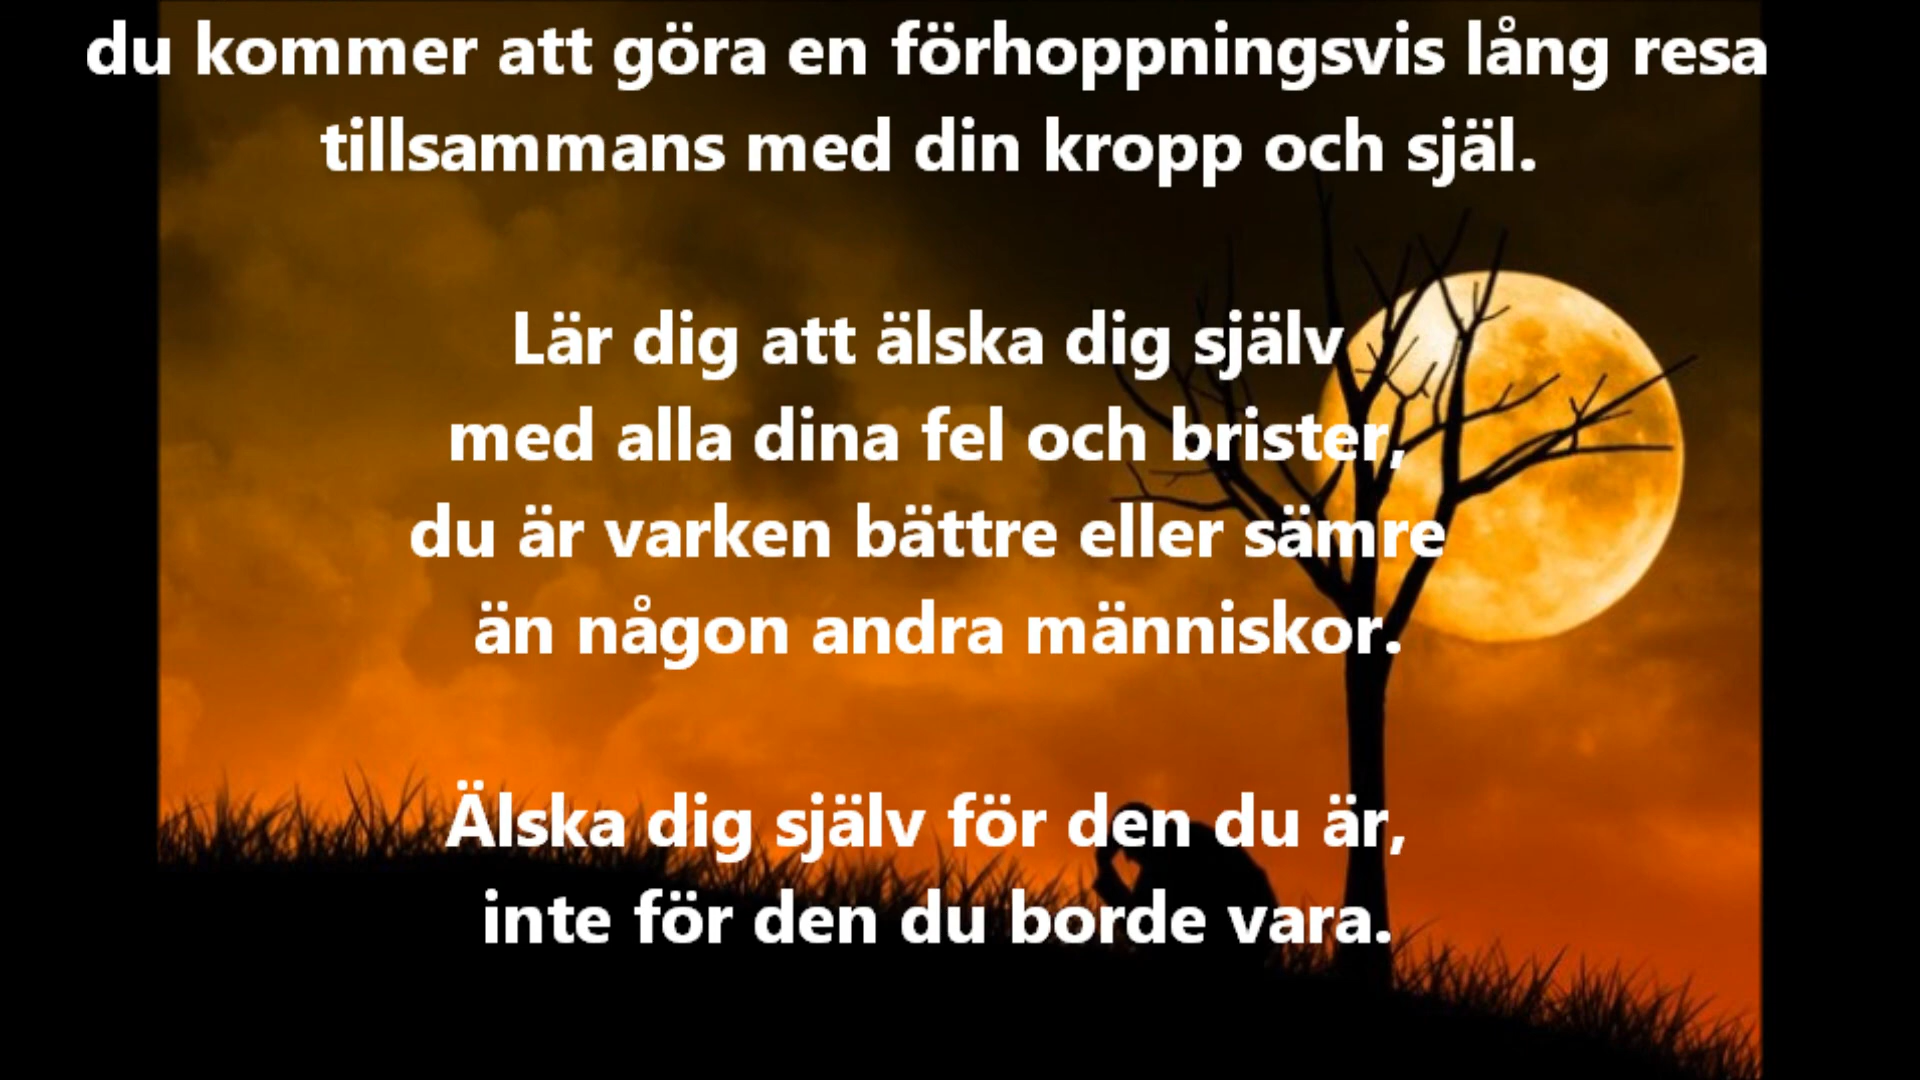 du kommer att göra en förhoppningsvis lång resa
tillsammans med din kropp och själ.
Lär dig att älska dig själv
med alla dina fel och brister,
du är varken bättre eller sämre
än någon andra människor.
Älska dig själv för den du är,
inte för den du borde vara.